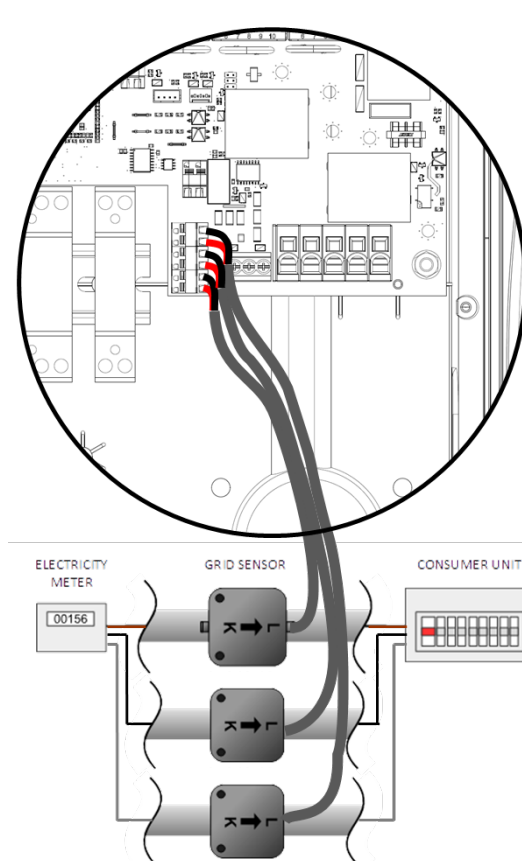 ELECTRICITY
METER
GRID SENSOR
CONSUMER UNIT
00156
K L
K L
K L